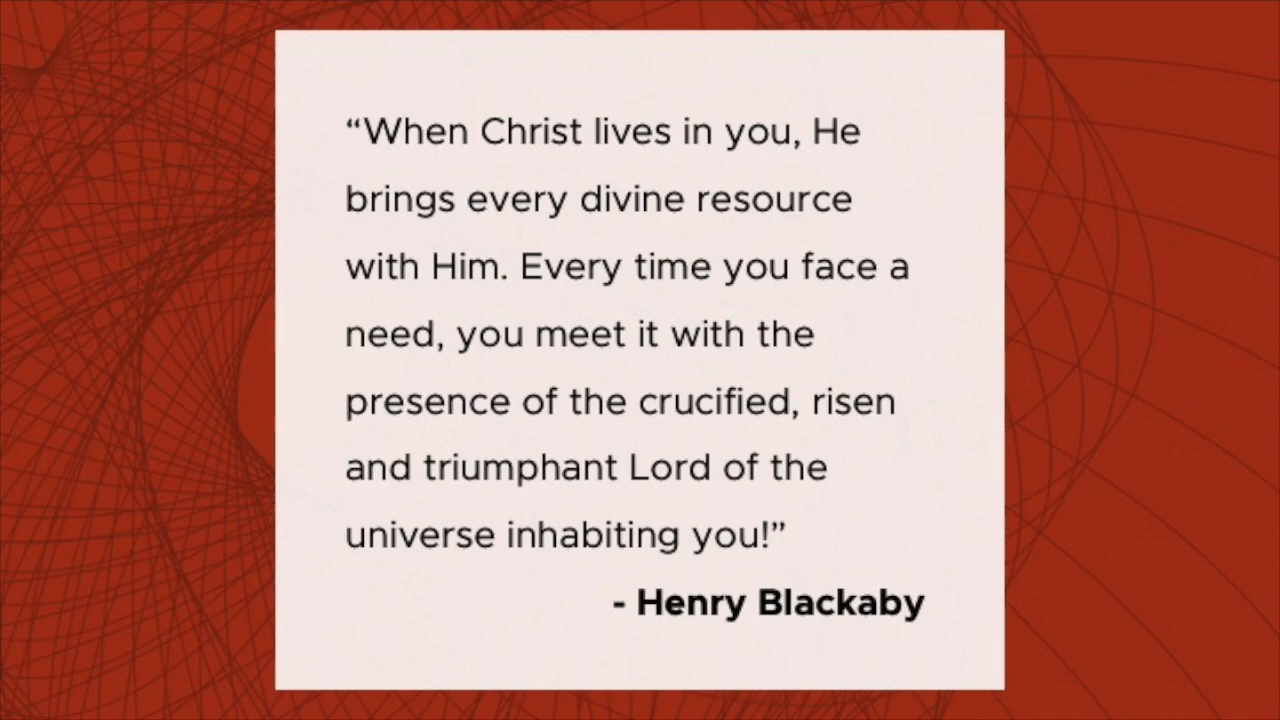 “When Christ lives in you, He
brings every divine resource
with Him. Every time you face a
need, you meet it with the
presence of the crucified, risen
and triumphant Lord of the
universe inhabiting you!”
- Henry Blackaby